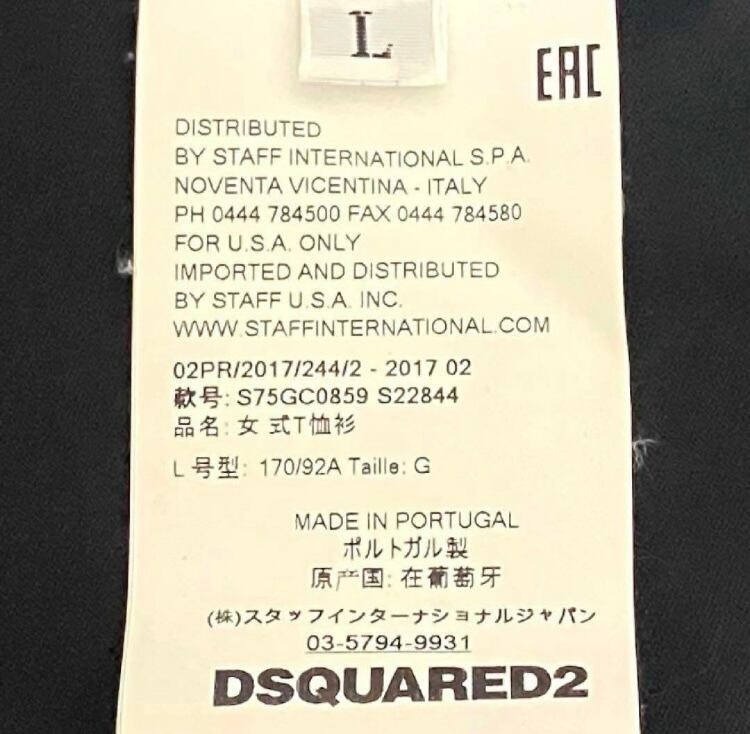 L
EAC
DISTRIBUTED
BY STAFF INTERNATIONAL S.P.A.
NOVENTA VICENTINA - ITALY
PH 0444 784500 FAX 0444 784580
FOR U.S.A. ONLY
IMPORTED AND DISTRIBUTED
BY STAFF U.S.A. INC.
WWW.STAFFINTERNATIONAL.COM
02PR/2017/244/2 - 2017 02
款号: S75GC0859 S22844
品名: 女 式T恤衫
L 号型: 170/92A Taille: G
MADE IN PORTUGAL
ポルトガル製
原产国: 在葡萄牙
(株)スタッフインターナショナルジャパン
03-5794-9931
DSQUARED2